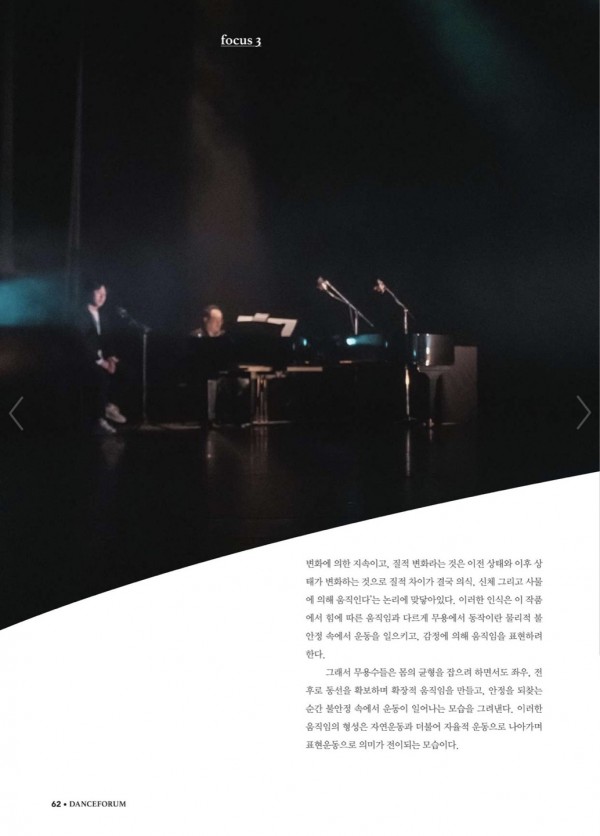 focus 3
변화에 의한 지속이고, 질적 변화라는 것은 이전 상태와 이후 상
태가 변화하는 것으로 질적 차이가 결국 의식, 신체 그리고 사물
에 의해 움직인다'는 논리에 맞닿아있다. 이러한 인식은 이 작품
에서 힘에 따른 움직임과 다르게 무용에서 동작이란 물리적 불
안정 속에서 운동을 일으키고, 감정에 의해 움직임을 표현하려
한다.
그래서 무용수들은 몸의 균형을 잡으려 하면서도 좌우, 전
후로 동선을 확보하며 확장적 움직임을 만들고, 안정을 되찾는
순간 불안정 속에서 운동이 일어나는 모습을 그려낸다. 이러한
움직임의 형성은 자연운동과 더불어 자율적 운동으로 나아가며
표현운동으로 의미가 전이되는 모습이다.
62 • DANCEFORUM